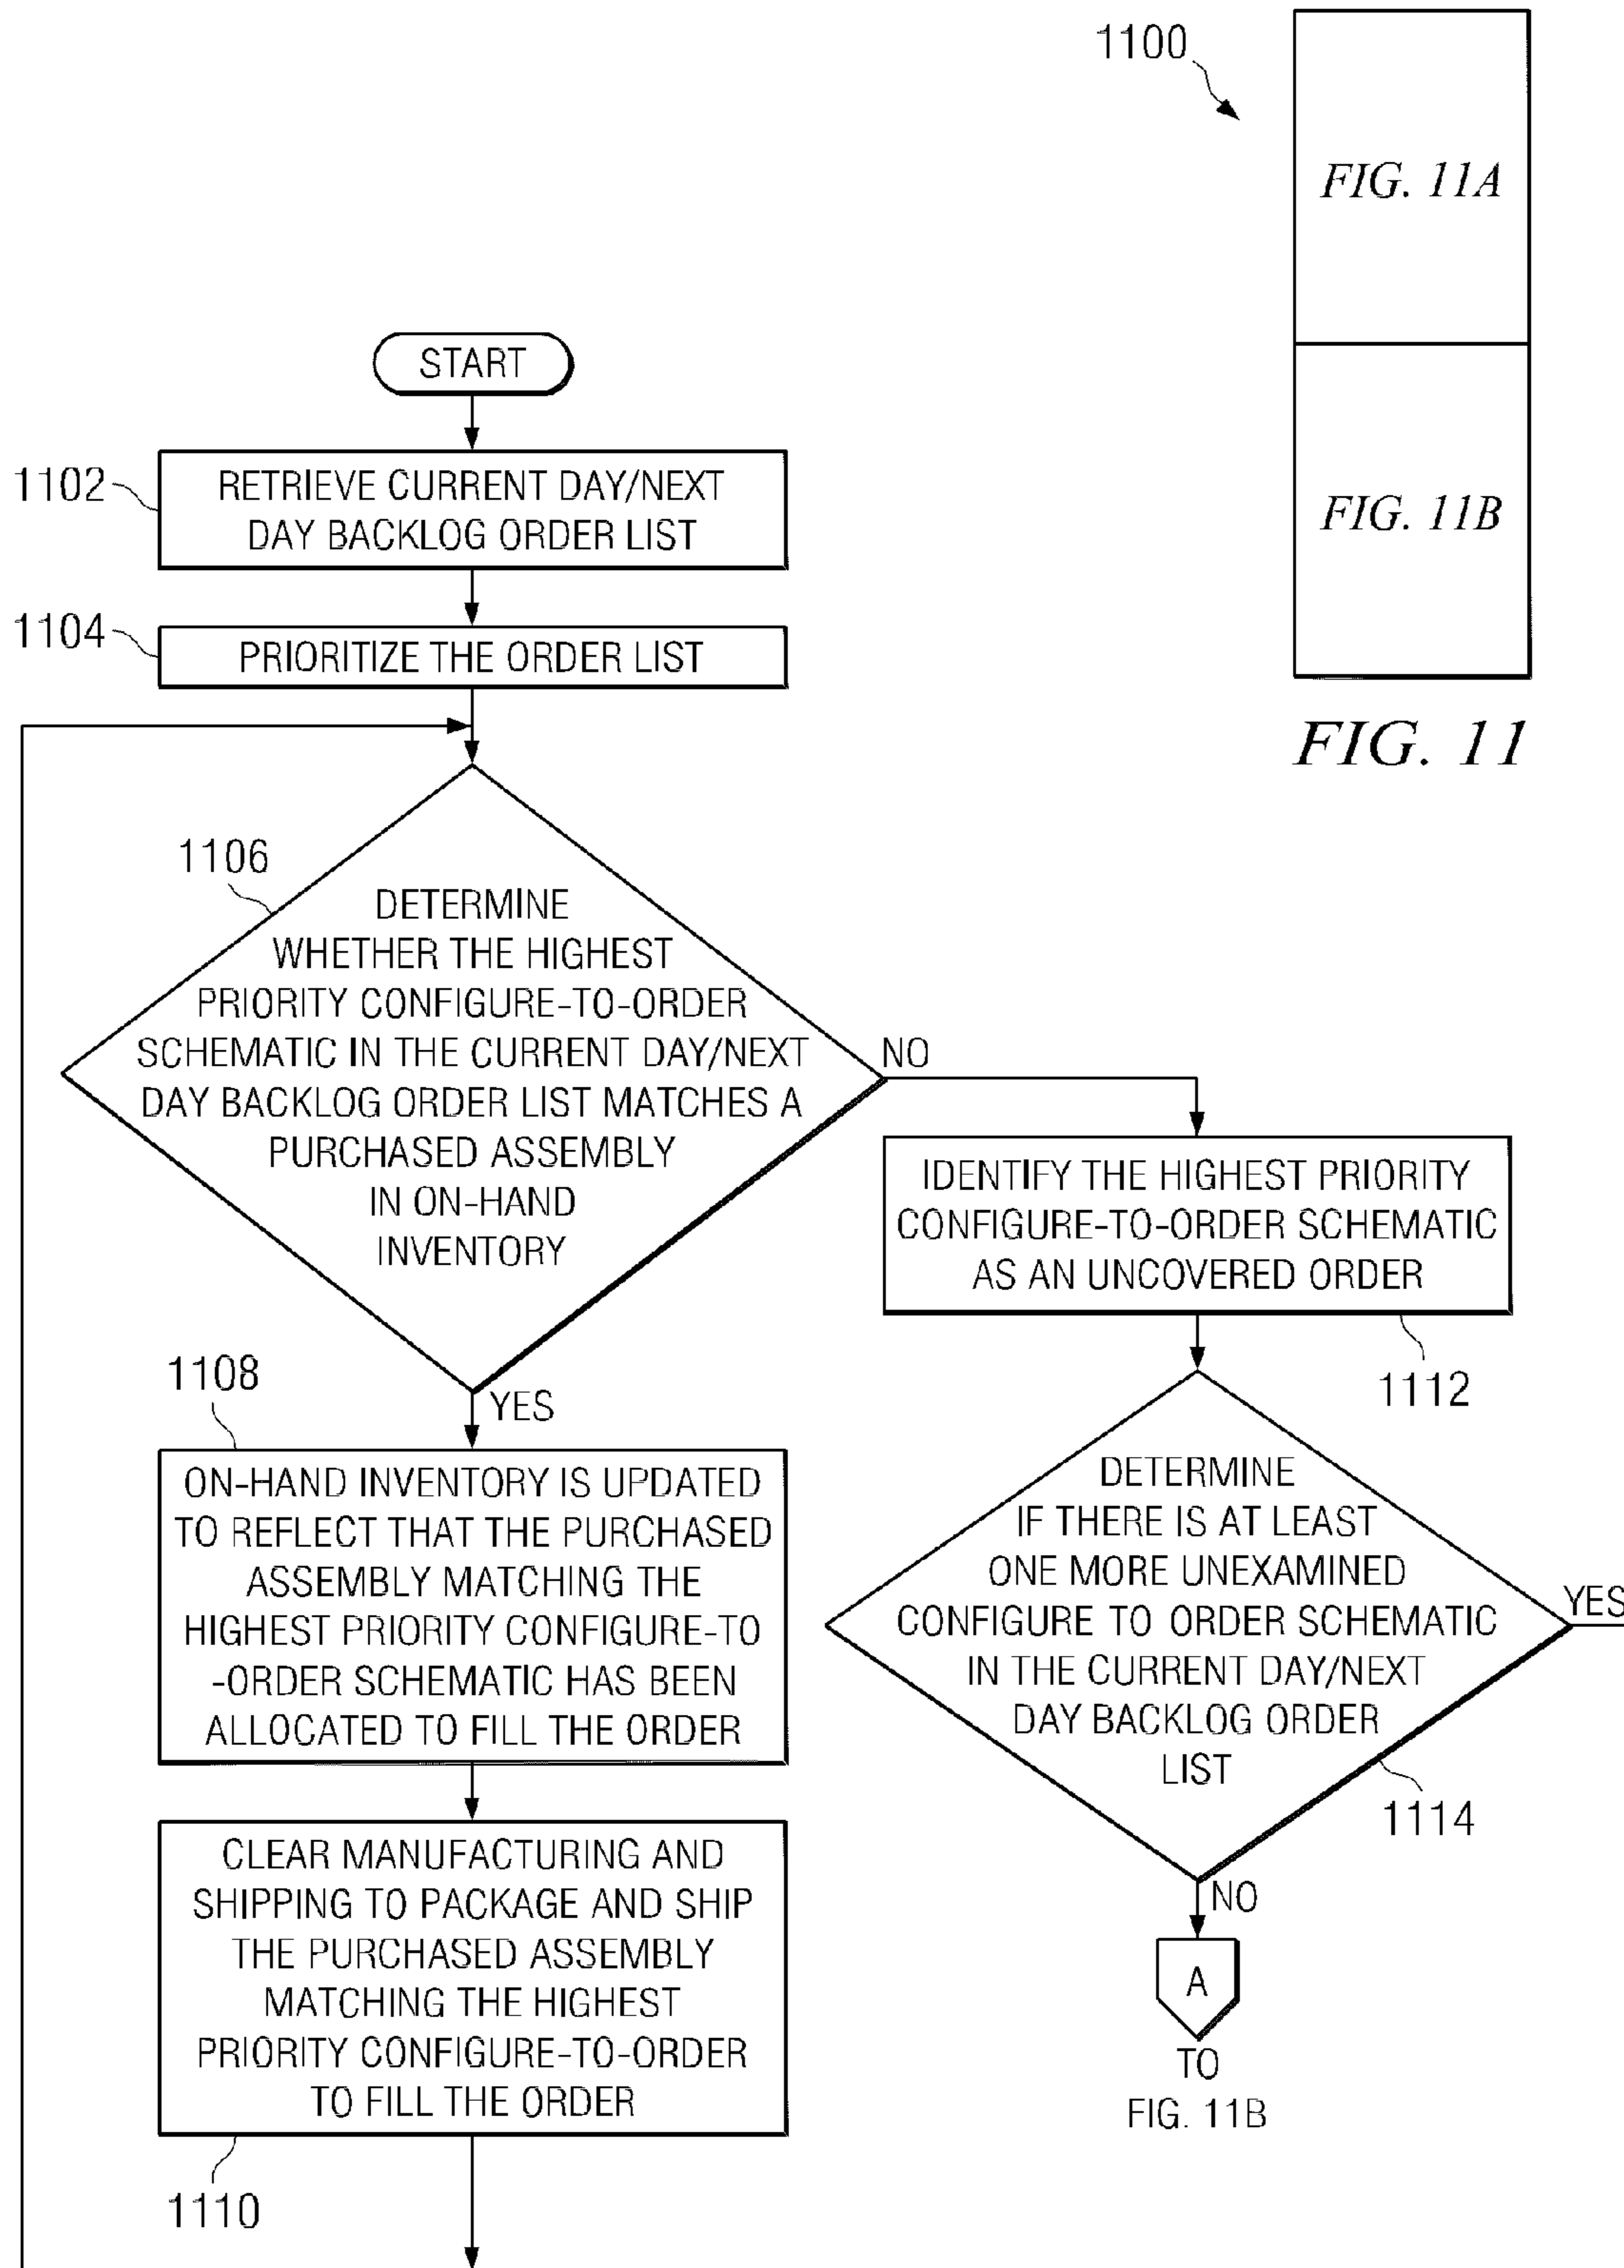 1100
FIG. 11A
FIG. 11B
FIG. 11
START
1102
RETRIEVE CURRENT DAY/NEXT
DAY BACKLOG ORDER LIST
1104
PRIORITIZE THE ORDER LIST
1106
DETERMINE
WHETHER THE HIGHEST
PRIORITY CONFIGURE-TO-ORDER
SCHEMATIC IN THE CURRENT DAY/NEXT
DAY BACKLOG ORDER LIST MATCHES A
PURCHASED ASSEMBLY
IN ON-HAND
INVENTORY
NO
YES
1108
ON-HAND INVENTORY IS UPDATED
TO REFLECT THAT THE PURCHASED
ASSEMBLY MATCHING THE
HIGHEST PRIORITY CONFIGURE-TO
-ORDER SCHEMATIC HAS BEEN
ALLOCATED TO FILL THE ORDER
CLEAR MANUFACTURING AND
SHIPPING TO PACKAGE AND SHIP
THE PURCHASED ASSEMBLY
MATCHING THE HIGHEST
PRIORITY CONFIGURE-TO-ORDER
TO FILL THE ORDER
1110
IDENTIFY THE HIGHEST PRIORITY
CONFIGURE-TO-ORDER SCHEMATIC
AS AN UNCOVERED ORDER
1112
DETERMINE
IF THERE IS AT LEAST
ONE MORE UNEXAMINED
CONFIGURE TO ORDER SCHEMATIC
IN THE CURRENT DAY/NEXT
DAY BACKLOG ORDER
LIST
YES
1114
NO
A
TO
FIG. 11B